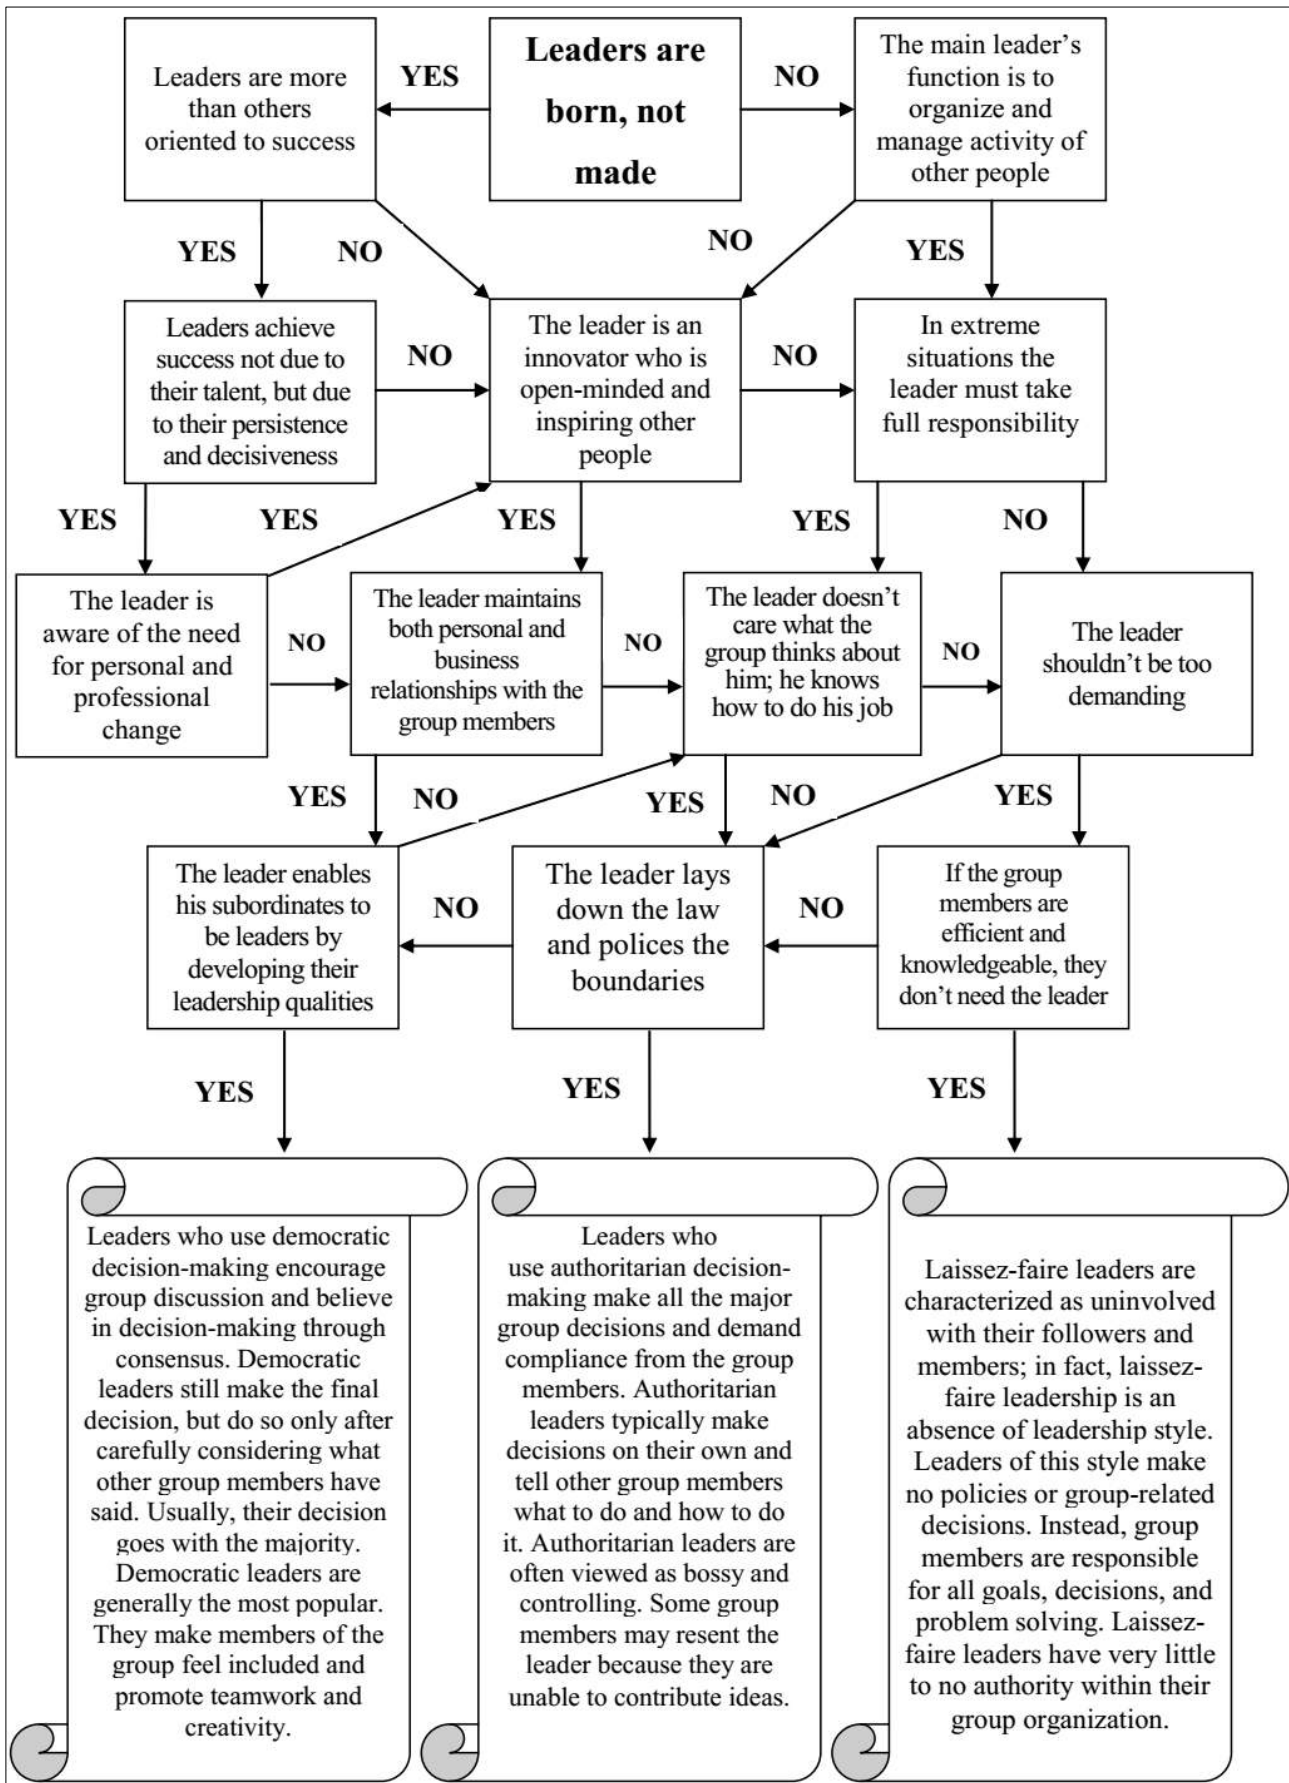 Leaders are more
than others
oriented to success
YES
Leaders are
born, not
made
NO
The main leader's
function is to
organize and
manage activity of
other people
YES
NO
NO
YES
Leaders achieve
success not due to
their talent, but due
to their persistence
and decisiveness
NO
The leader is an
innovator who is
open-minded and
inspiring other
people
NO
In extreme
situations the
leader must take
full responsibility
YES
YES
YES
YES
NO
The leader is
aware of the need
for personal and
professional
change
NO
The leader maintains
both personal and
business
relationships with the
group members
NO
The leader doesn't
care what the
group thinks about
him; he knows
how to do his job
NO
The leader
shouldn't be too
demanding
YES
NO
YES
NO
YES
The leader enables
his subordinates to
be leaders by
developing their
leadership qualities
NO
The leader lays
down the law
and polices the
boundaries
NO
If the group
members are
efficient and
knowledgeable, they
don't need the leader
YES
YES
YES
Leaders who use democratic
decision-making encourage
group discussion and believe
in decision-making through
consensus. Democratic
leaders still make the final
decision, but do so only after
carefully considering what
other group members have
said. Usually, their decision
goes with the majority.
Democratic leaders are
generally the most popular.
They make members of the
group feel included and
promote teamwork and
creativity.
Leaders who
use authoritarian decision-
making make all the major
group decisions and demand
compliance from the group
members. Authoritarian
leaders typically make
decisions on their own and
tell other group members
what to do and how to do
it. Authoritarian leaders are
often viewed as bossy and
controlling. Some group
members may resent the
leader because they are
unable to contribute ideas.
Laissez-faire leaders are
characterized as uninvolved
with their followers and
members; in fact, laissez-
faire leadership is an
absence of leadership style.
Leaders of this style make
no policies or group-related
decisions. Instead, group
members are responsible
for all goals, decisions, and
problem solving. Laissez-
faire leaders have very little
to no authority within their
group organization.